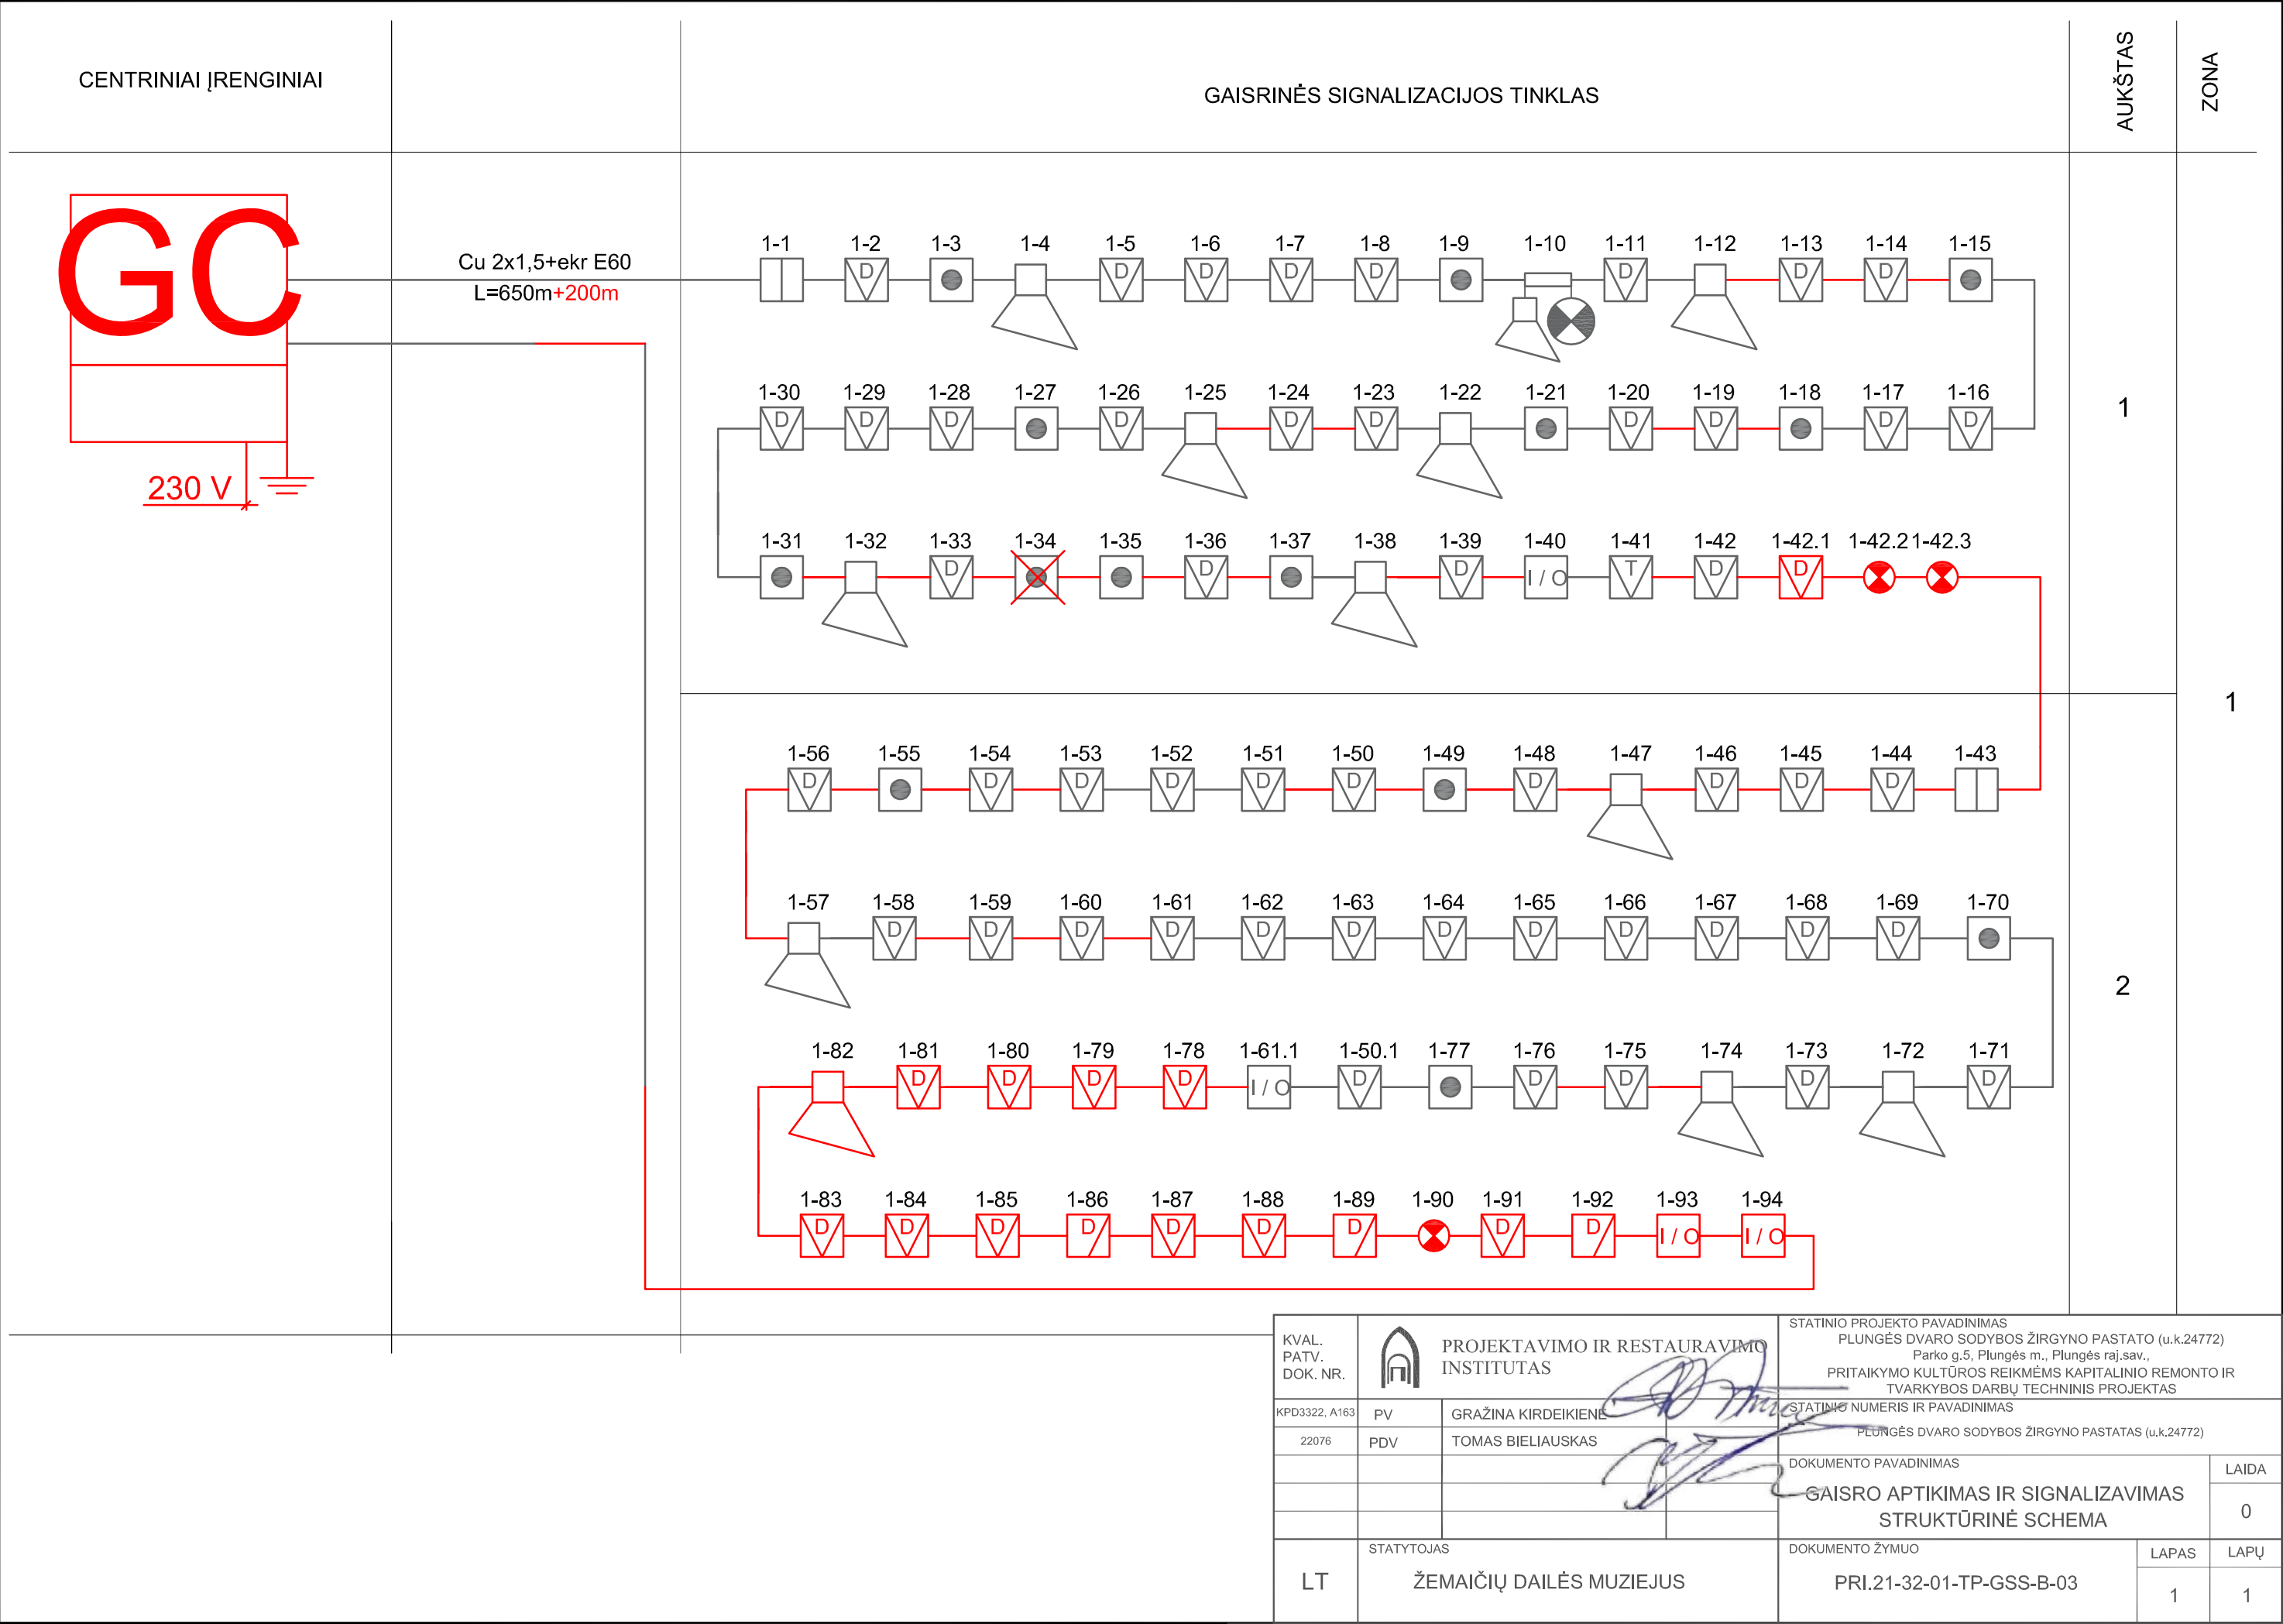 CENTRINIAI ĮRENGINIAI
GAISRINĖS SIGNALIZACIJOS TINKLAS
AUKŠTAS
ZONA
GC
230 V
Cu 2x1,5+ekr E60
L=650m+200m
1-1 1-2 1-3 1-4 1-5 1-6 1-7 1-8 1-9 1-10 1-11 1-12 1-13 1-14 1-15
D D D D D D D D
1-30 1-29 1-28 1-27 1-26 1-25 1-24 1-23 1-22 1-21 1-20 1-19 1-18 1-17 1-16
D D D D D D D D D D
1
1-31 1-32 1-33 1-34 1-35 1-36 1-37 1-38 1-39 1-40 1-41 1-42 1-42.1 1-42.2 1-42.3
D D D I / O T D D
1
1-56 1-55 1-54 1-53 1-52 1-51 1-50 1-49 1-48 1-47 1-46 1-45 1-44 1-43
D D D D D D D D D D
1-57 1-58 1-59 1-60 1-61 1-62 1-63 1-64 1-65 1-66 1-67 1-68 1-69 1-70
D D D D D D D D D D D D
2
1-82 1-81 1-80 1-79 1-78 1-61.1 1-50.1 1-77 1-76 1-75 1-74 1-73 1-72 1-71
D D D D I / O D D D D D
1-83 1-84 1-85 1-86 1-87 1-88 1-89 1-90 1-91 1-92 1-93 1-94
D D D D D D D D D I / O I / O
KVAL.
PATV.
DOK. NR.
PROJEKTAVIMO IR RESTAURAVIMO
INSTITUTAS
STATINIO PROJEKTO PAVADINIMAS
PLUNGĖS DVARO SODYBOS ŽIRGYNO PASTATO (u.k.24772)
Parko g.5, Plungės m., Plungės raj.sav.,
PRITAIKYMO KULTŪROS REIKMĖMS KAPITALINIO REMONTO IR
TVARKYBOS DARBŲ TECHNINIS PROJEKTAS
KPD3322, A163 PV GRAŽINA KIRDEIKIENĖ
22076 PDV TOMAS BIELIAUSKAS
STATINIO NUMERIS IR PAVADINIMAS
PLUNGĖS DVARO SODYBOS ŽIRGYNO PASTATAS (u.k.24772)
DOKUMENTO PAVADINIMAS
GAISRO APTIKIMAS IR SIGNALIZAVIMAS
STRUKTŪRINĖ SCHEMA
LAIDA
0
LT
STATYTOJAS
ŽEMAIČIŲ DAILĖS MUZIEJUS
DOKUMENTO ŽYMUO
PRI.21-32-01-TP-GSS-B-03
LAPAS LAPŲ
1 1